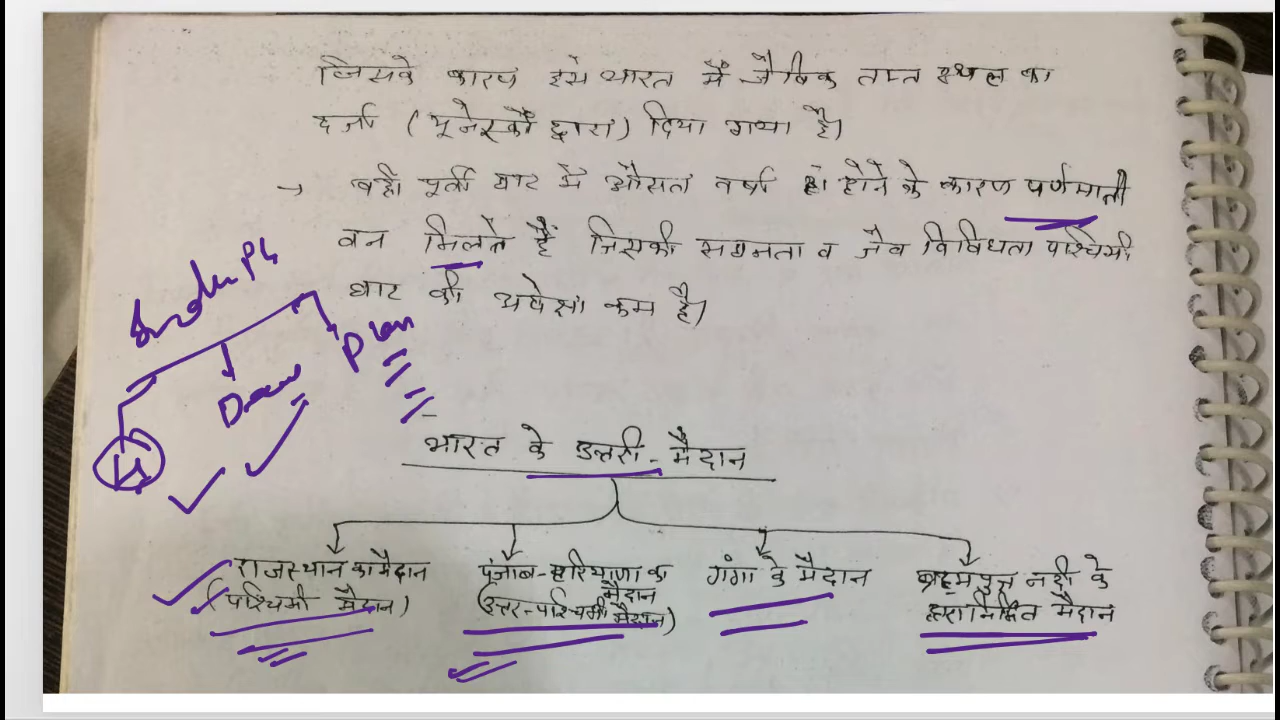 जिसके कारण इसे भारत में जैविक तप्त स्थल का
दर्जा (यूनेस्को द्वारा) दिया गया है।
→ वही पूर्वी घाट में औसत वर्षा होने के कारण पर्णपाती
वन मिलते हैं जिसकी सघनता व जैव विविधता पश्चिमी
घाट की अपेक्षा कम है।
Plan
भारत के उत्तरी - मैदान
राजस्थान का मैदान
(पश्चिमी मैदान)
पंजाब-हरियाणा का
मैदान
(उत्तर-पश्चिमी मैदान)
गंगा के मैदान
ब्रह्मपुत्र नदी के
द्वारा निर्मित मैदान